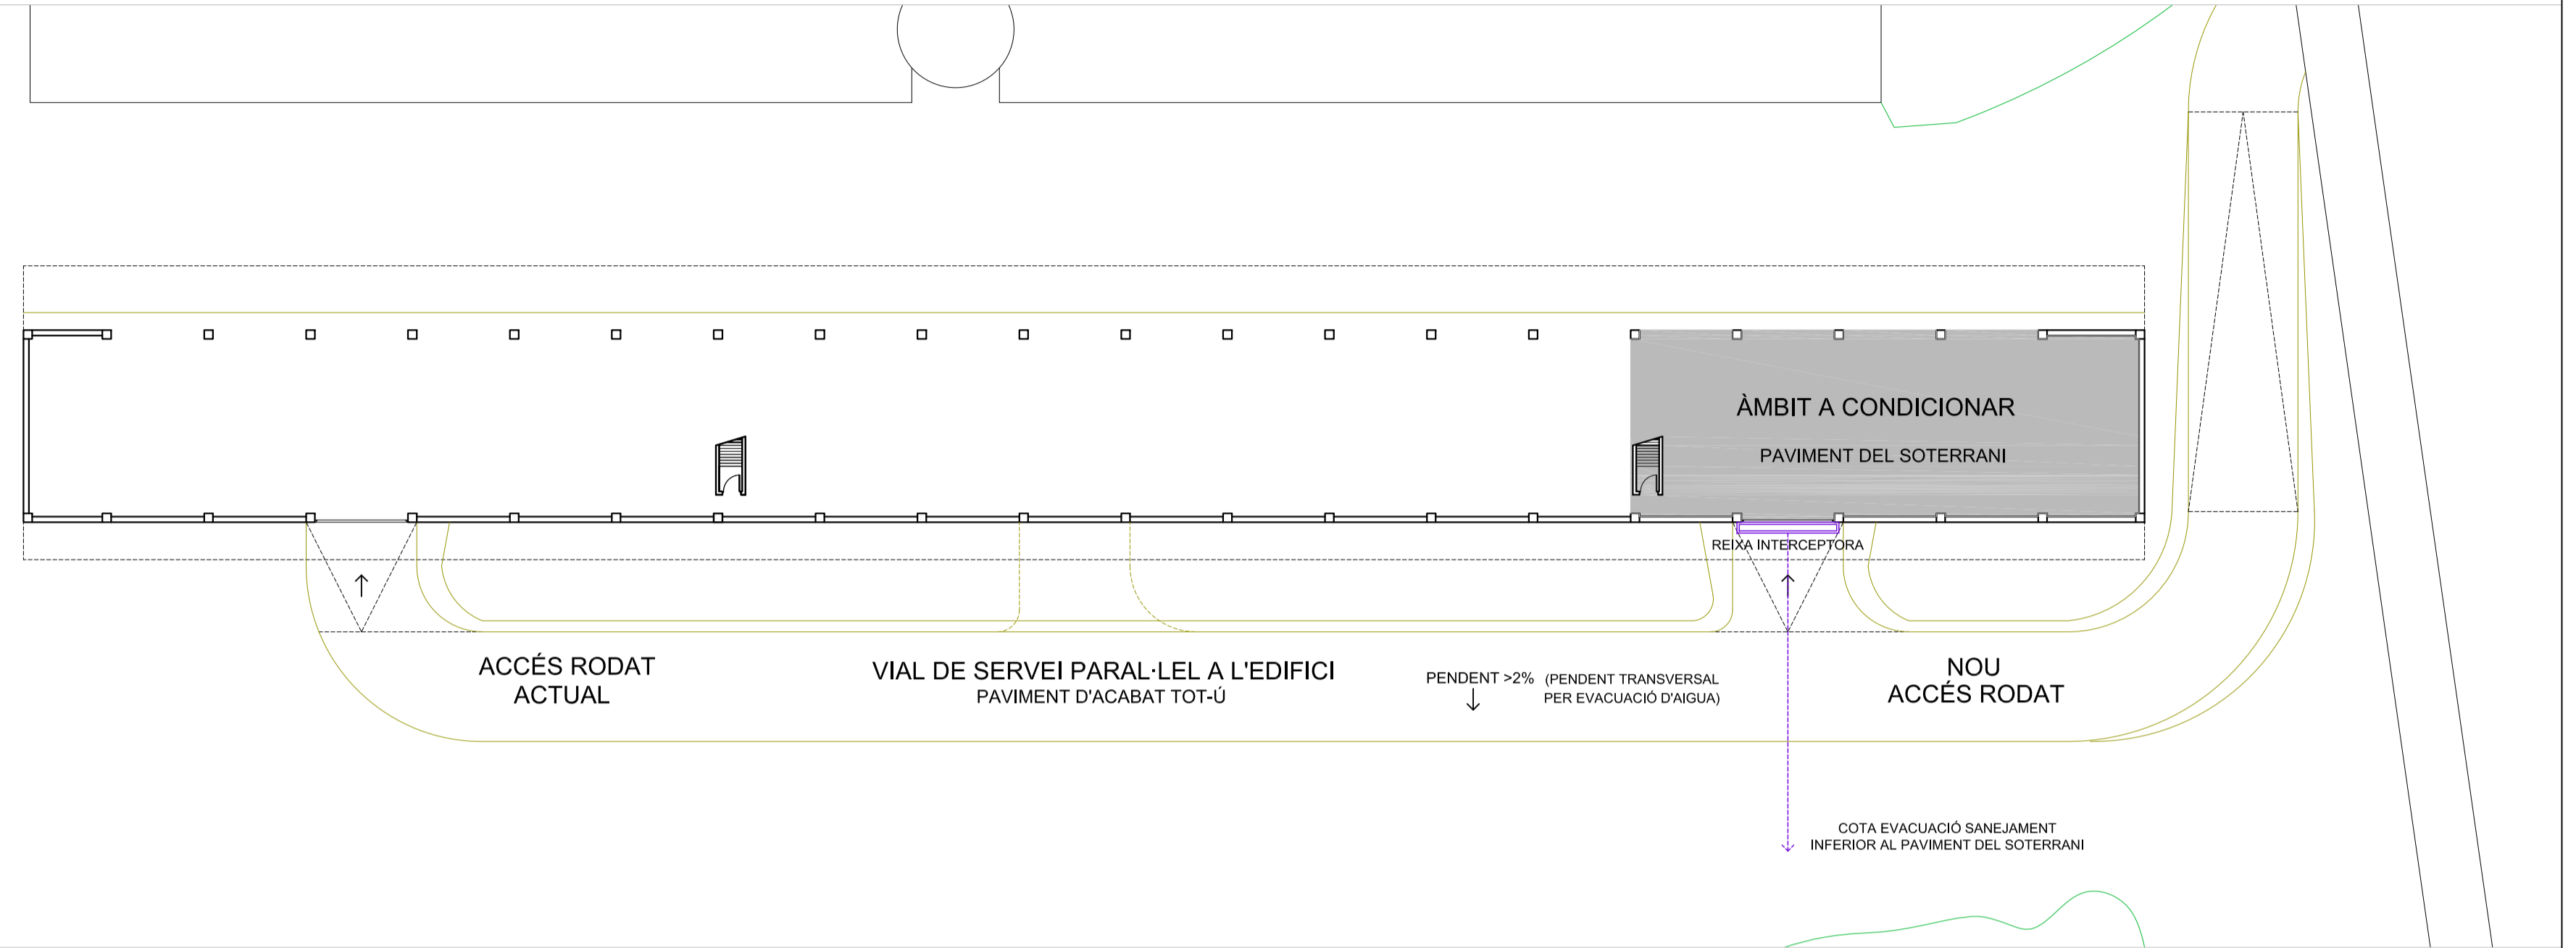 ÀMBIT A CONDICIONAR
PAVIMENT DEL SOTERRANI
REIXA INTERCEPTORA
ACCÉS RODAT
ACTUAL
VIAL DE SERVEI PARAL·LEL A L'EDIFICI
PAVIMENT D'ACABAT TOT-Ú
PENDENT >2% (PENDENT TRANSVERSAL
PER EVACUACIÓ D'AIGUA)
NOU
ACCÉS RODAT
COTA EVACUACIÓ SANEJAMENT
INFERIOR AL PAVIMENT DEL SOTERRANI